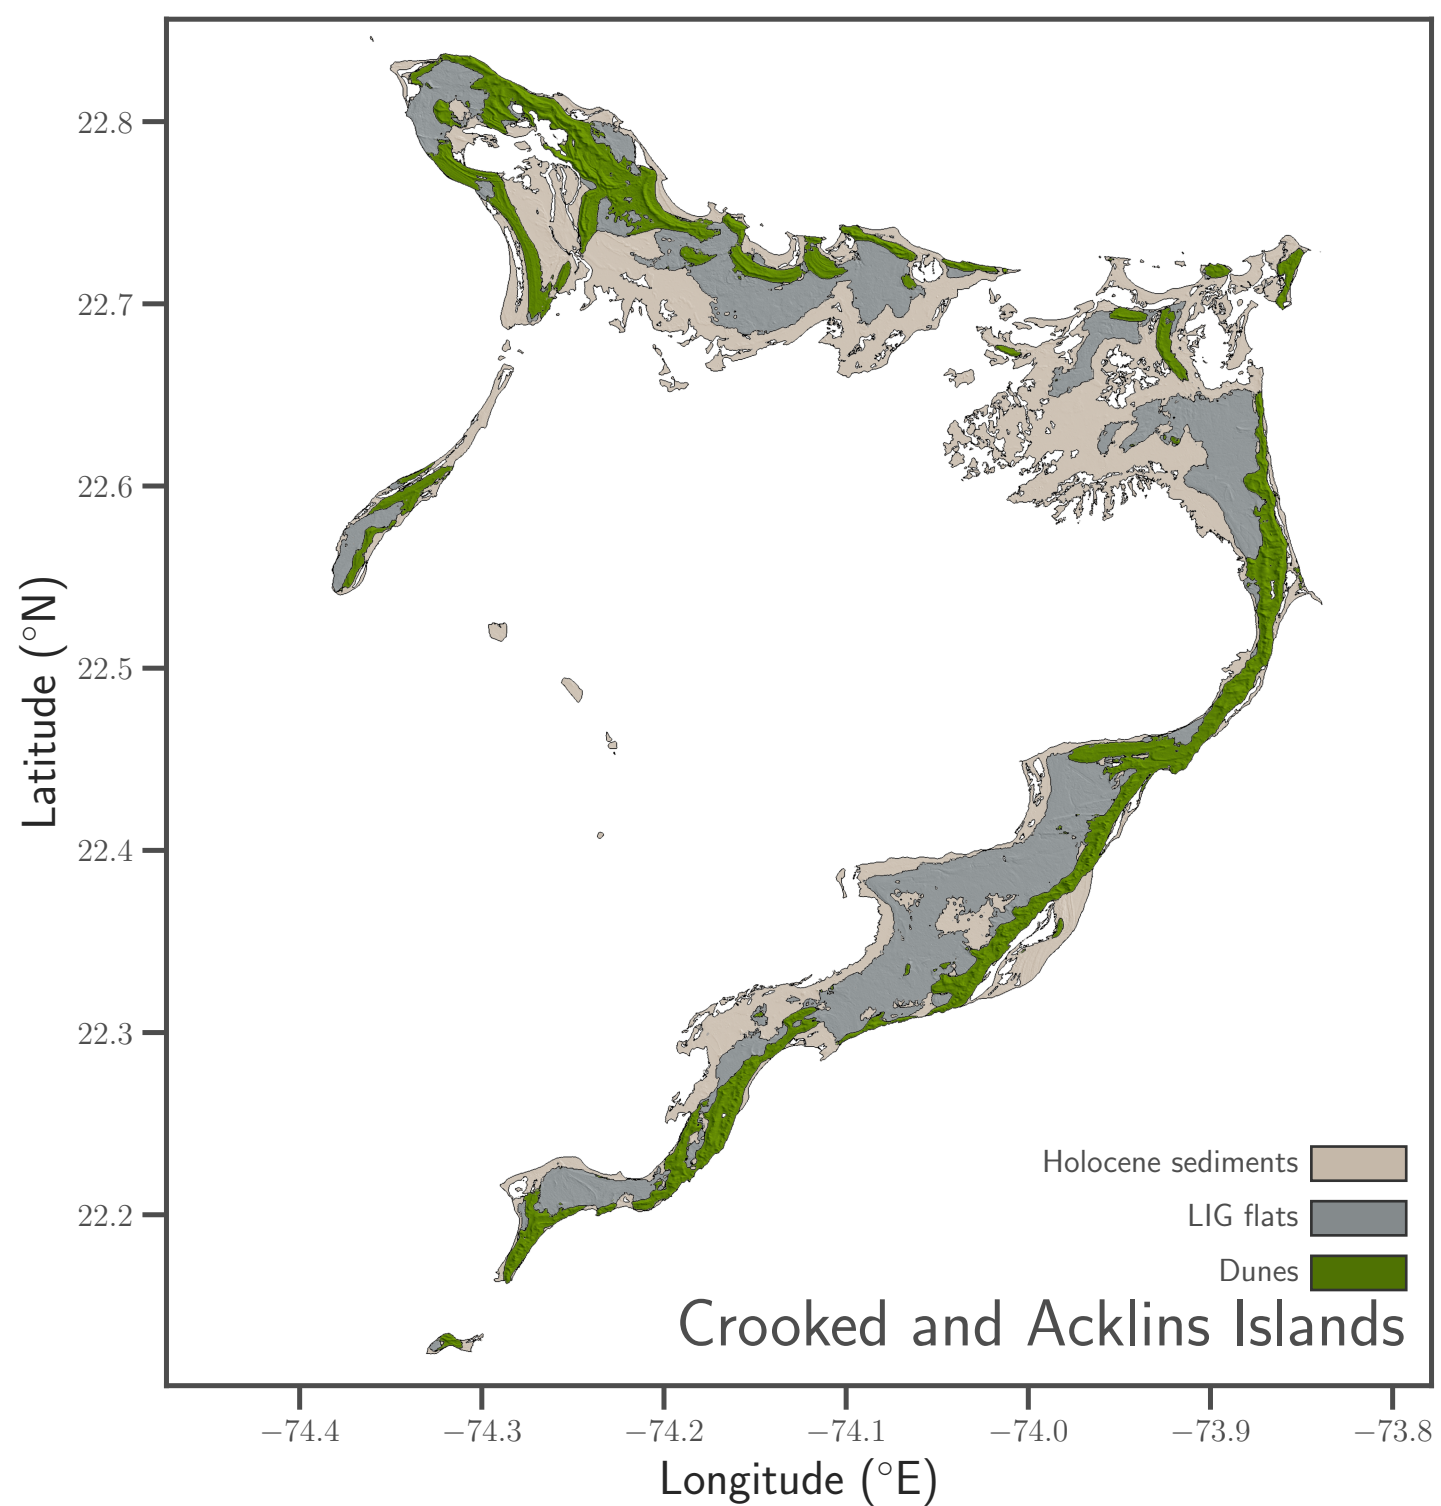 22.8
22.7
22.6
22.5
22.4
22.3
22.2
Latitude (°N)
Holocene sediments
LIG flats
Dunes
Crooked and Acklins Islands
−74.4 −74.3 −74.2 −74.1 −74.0 −73.9 −73.8
Longitude (°E)